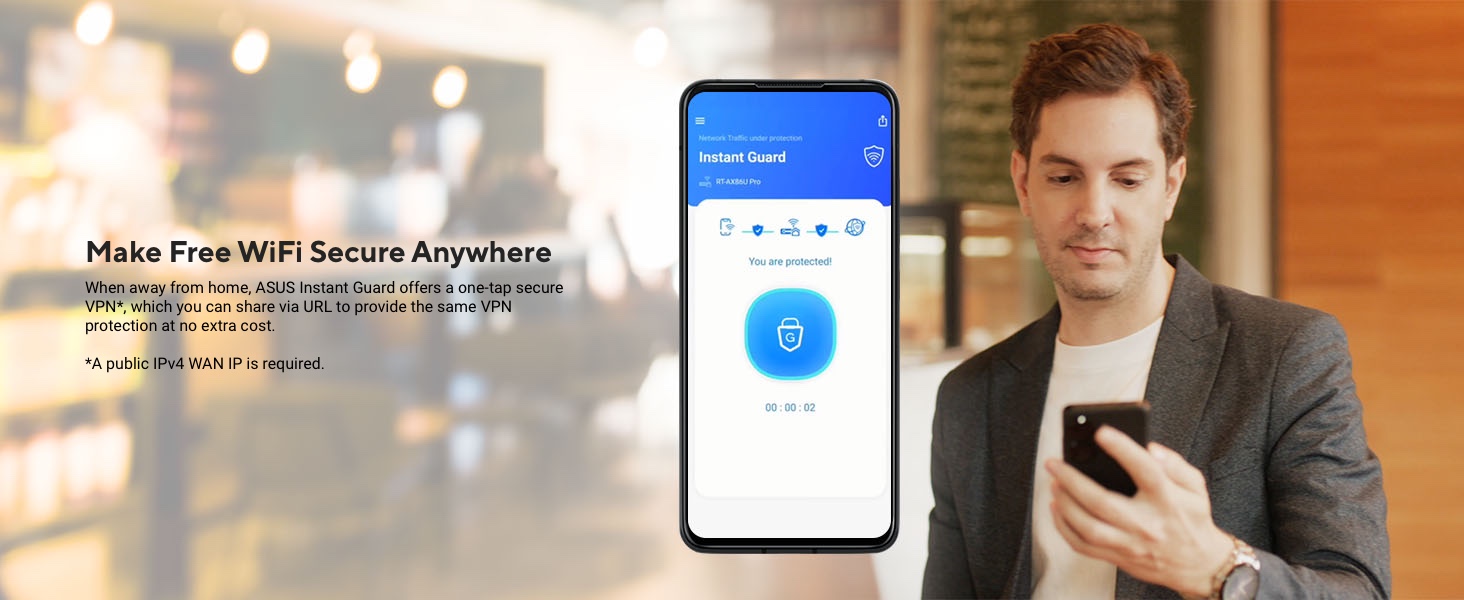 Make Free WiFi Secure Anywhere
When away from home, ASUS Instant Guard offers a one-tap secure
VPN*, which you can share via URL to provide the same VPN
protection at no extra cost.
*A public IPv4 WAN IP is required.
Network Traffic under protection
Instant Guard
RT-AX86U Pro
You are protected!
G
00 : 00 : 02